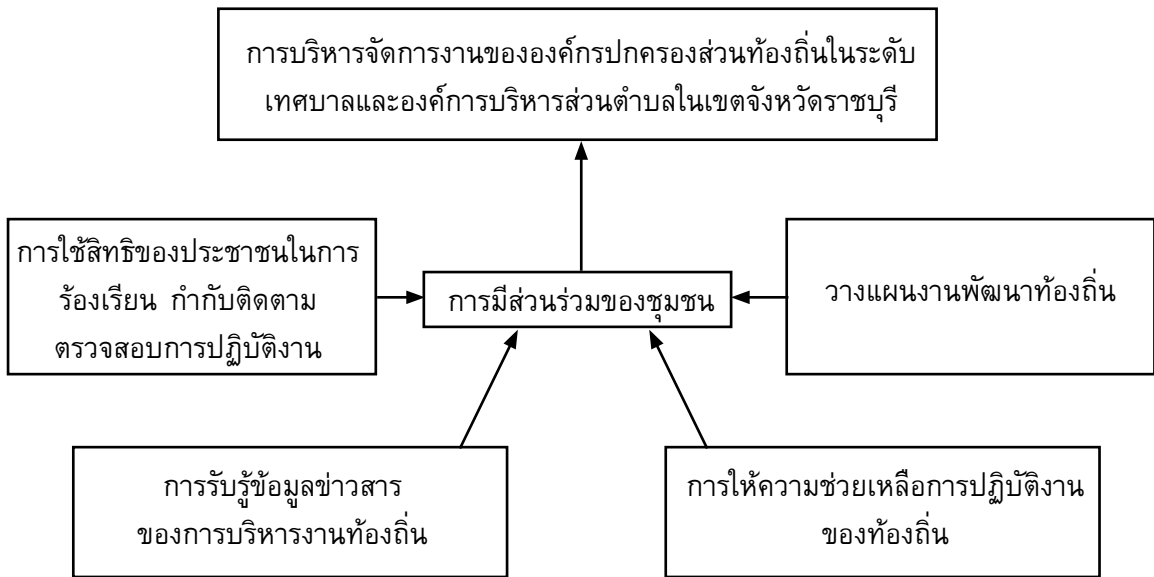 การบริหารจัดการงานขององค์กรปกครองส่วนท้องถิ่นในระดับ
เทศบาลและองค์การบริหารส่วนตำบลในเขตจังหวัดราชบุรี
การใช้สิทธิของประชาชนในการ
ร้องเรียน กำกับติดตาม
ตรวจสอบการปฏิบัติงาน
การมีส่วนร่วมของชุมชน
วางแผนงานพัฒนาท้องถิ่น
การรับรู้ข้อมูลข่าวสาร
ของการบริหารงานท้องถิ่น
การให้ความช่วยเหลือการปฏิบัติงาน
ของท้องถิ่น